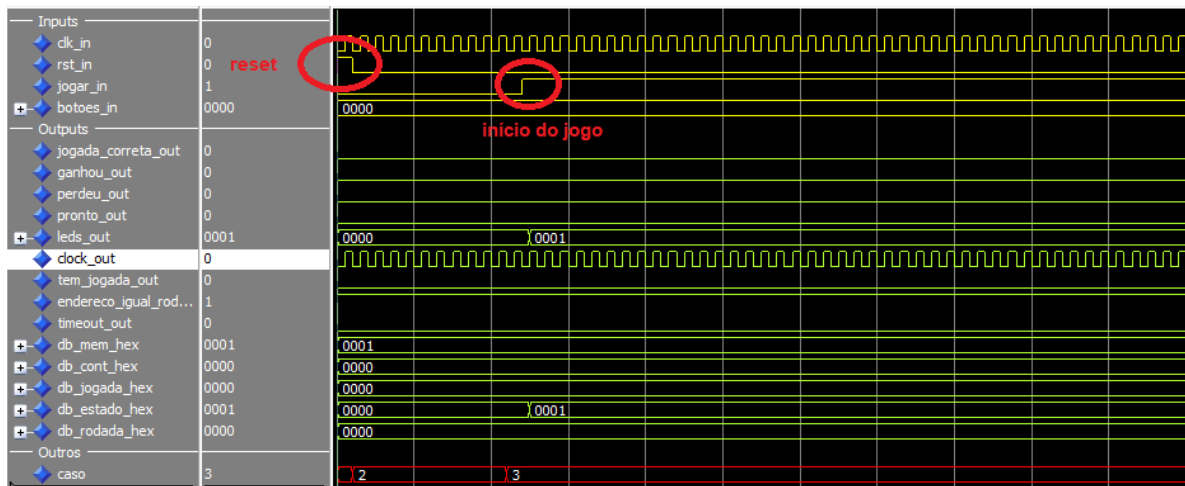 Inputs
clk_in 0
rst_in 0 reset
jogar_in 1
botoes_in 0000 0000
início do jogo
Outputs
jogada_correta_out 0
ganhou_out 0
perdeu_out 0
pronto_out 0
leds_out 0001 0000 0001
clock_out 0
tem_jogada_out 0
endereco_igual_rod... 1
timeout_out 0
db_mem_hex 0001 0001
db_cont_hex 0000 0000
db_jogada_hex 0000 0000
db_estado_hex 0001 0000 0001
db_rodada_hex 0000 0000
Outros
caso 3 2 3